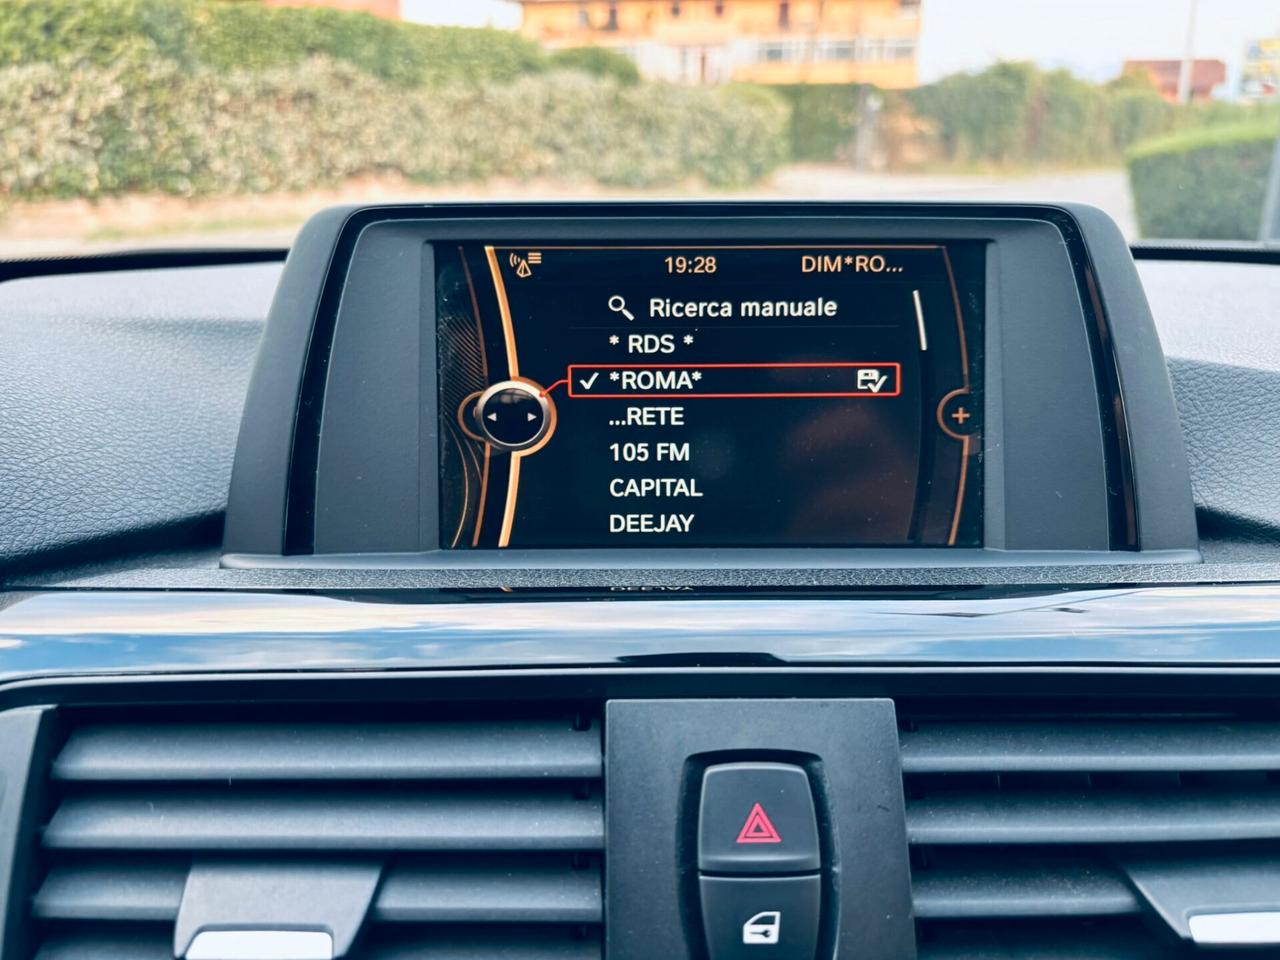 19:28 DIM*RO...
Ricerca manuale
* RDS *
*ROMA*
...RETE
105 FM
CAPITAL
DEEJAY